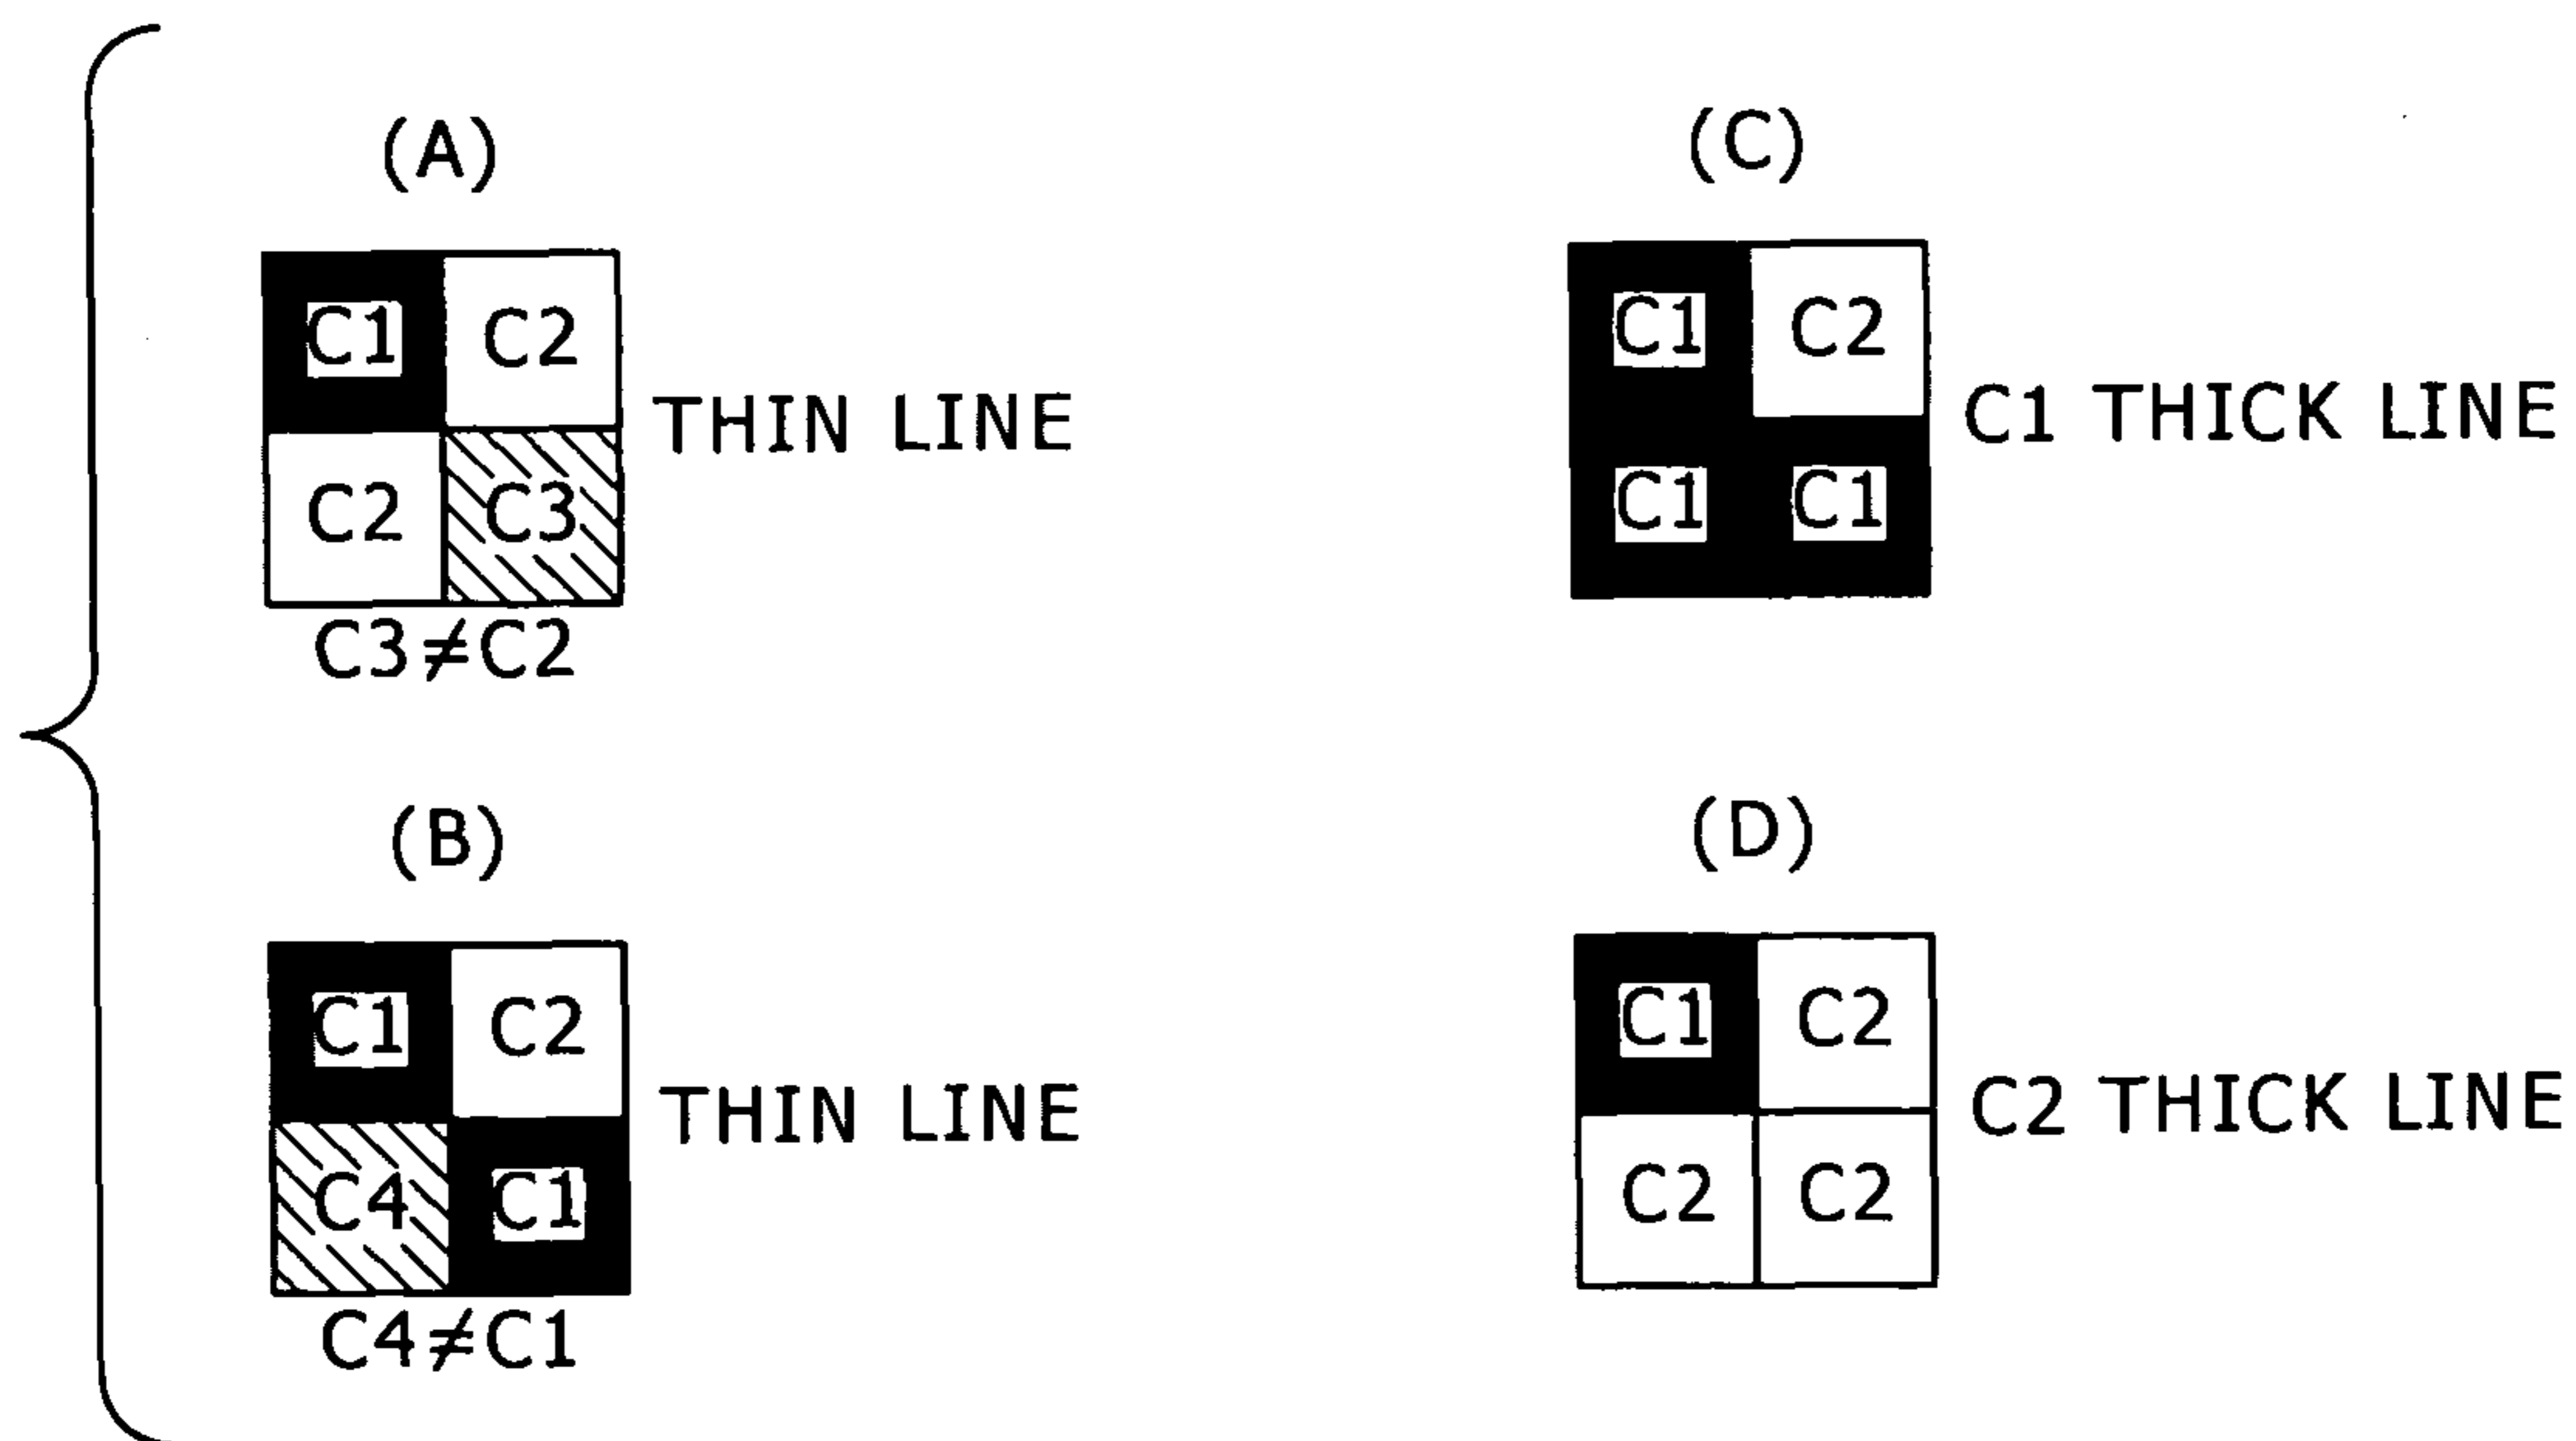 (A)
C1 C2
C2 C3
THIN LINE
C3≠C2
(B)
C1 C2
C4 C1
THIN LINE
C4≠C1
(C)
C1 C2
C1 C1
C1 THICK LINE
(D)
C1 C2
C2 C2
C2 THICK LINE